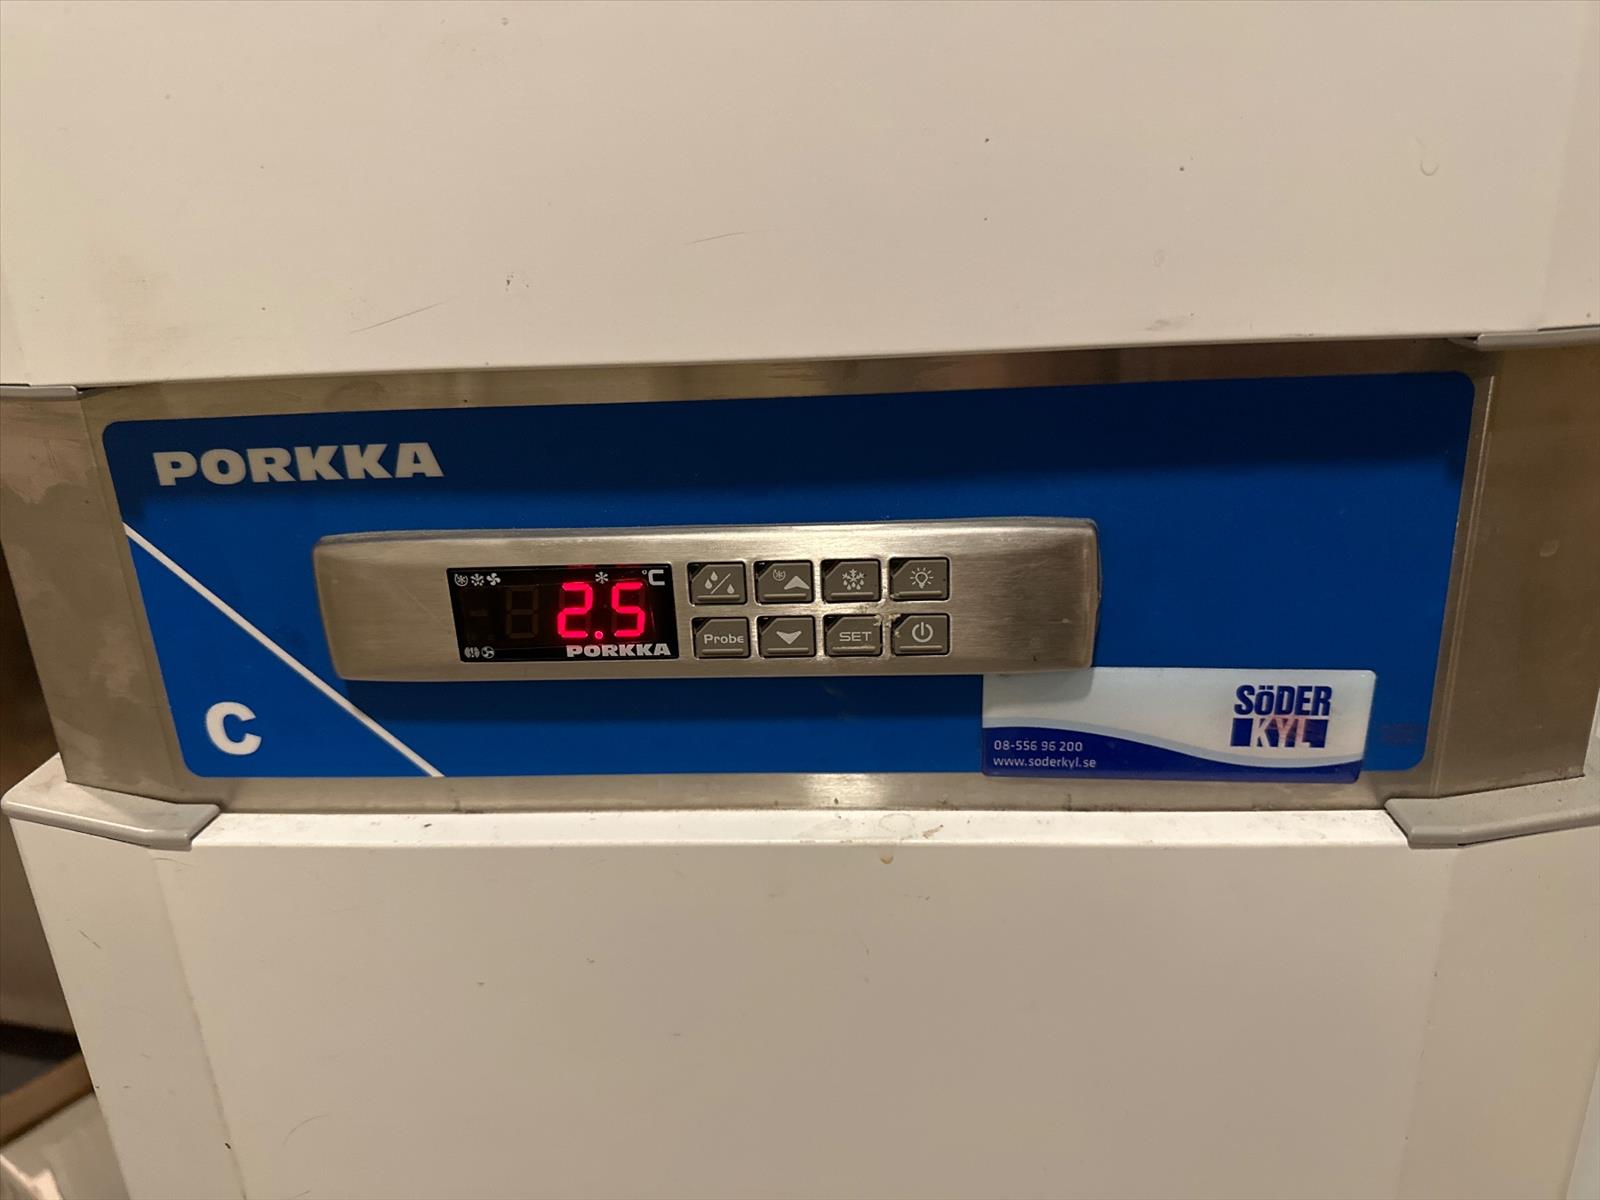 PORKKA
°C
2.5
PORKKA
Probe
SET
C
SÖDER
KYL
08-556 96 200
www.soderkyl.se